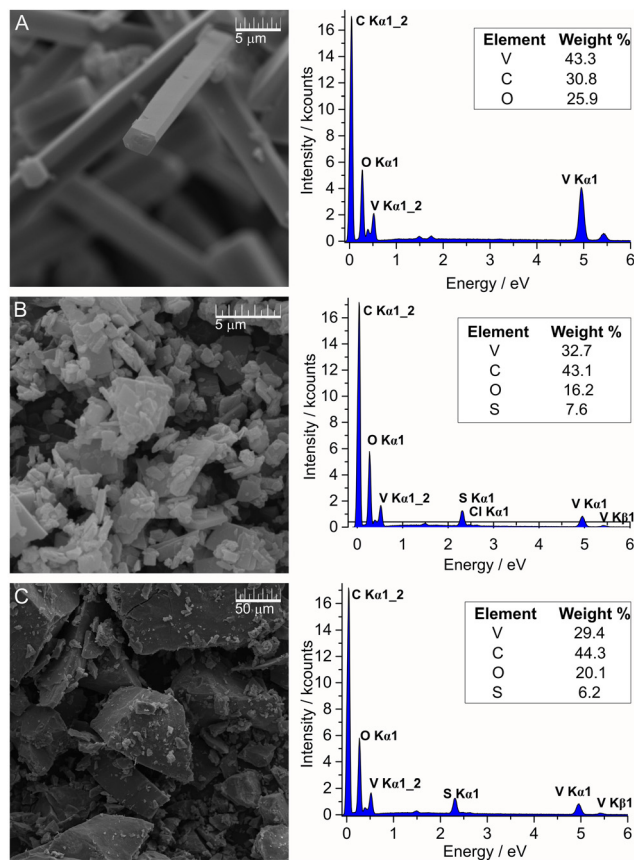 A
5 µm
C Kα1_2
O Kα1
V Kα1_2
V Kα1
Element Weight %
V 43.3
C 30.8
O 25.9
Intensity / kcounts
16
14
12
10
8
6
4
2
0
0 1 2 3 4 5 6
Energy / eV
B
5 µm
C Kα1_2
O Kα1
V Kα1_2
S Kα1
Cl Kα1
V Kα1
V Kβ1
Element Weight %
V 32.7
C 43.1
O 16.2
S 7.6
Intensity / kcounts
16
14
12
10
8
6
4
2
0
0 1 2 3 4 5 6
Energy / eV
C
50 µm
C Kα1_2
O Kα1
V Kα1_2
S Kα1
V Kα1
V Kβ1
Element Weight %
V 29.4
C 44.3
O 20.1
S 6.2
Intensity / kcounts
16
14
12
10
8
6
4
2
0
0 1 2 3 4 5 6
Energy / eV